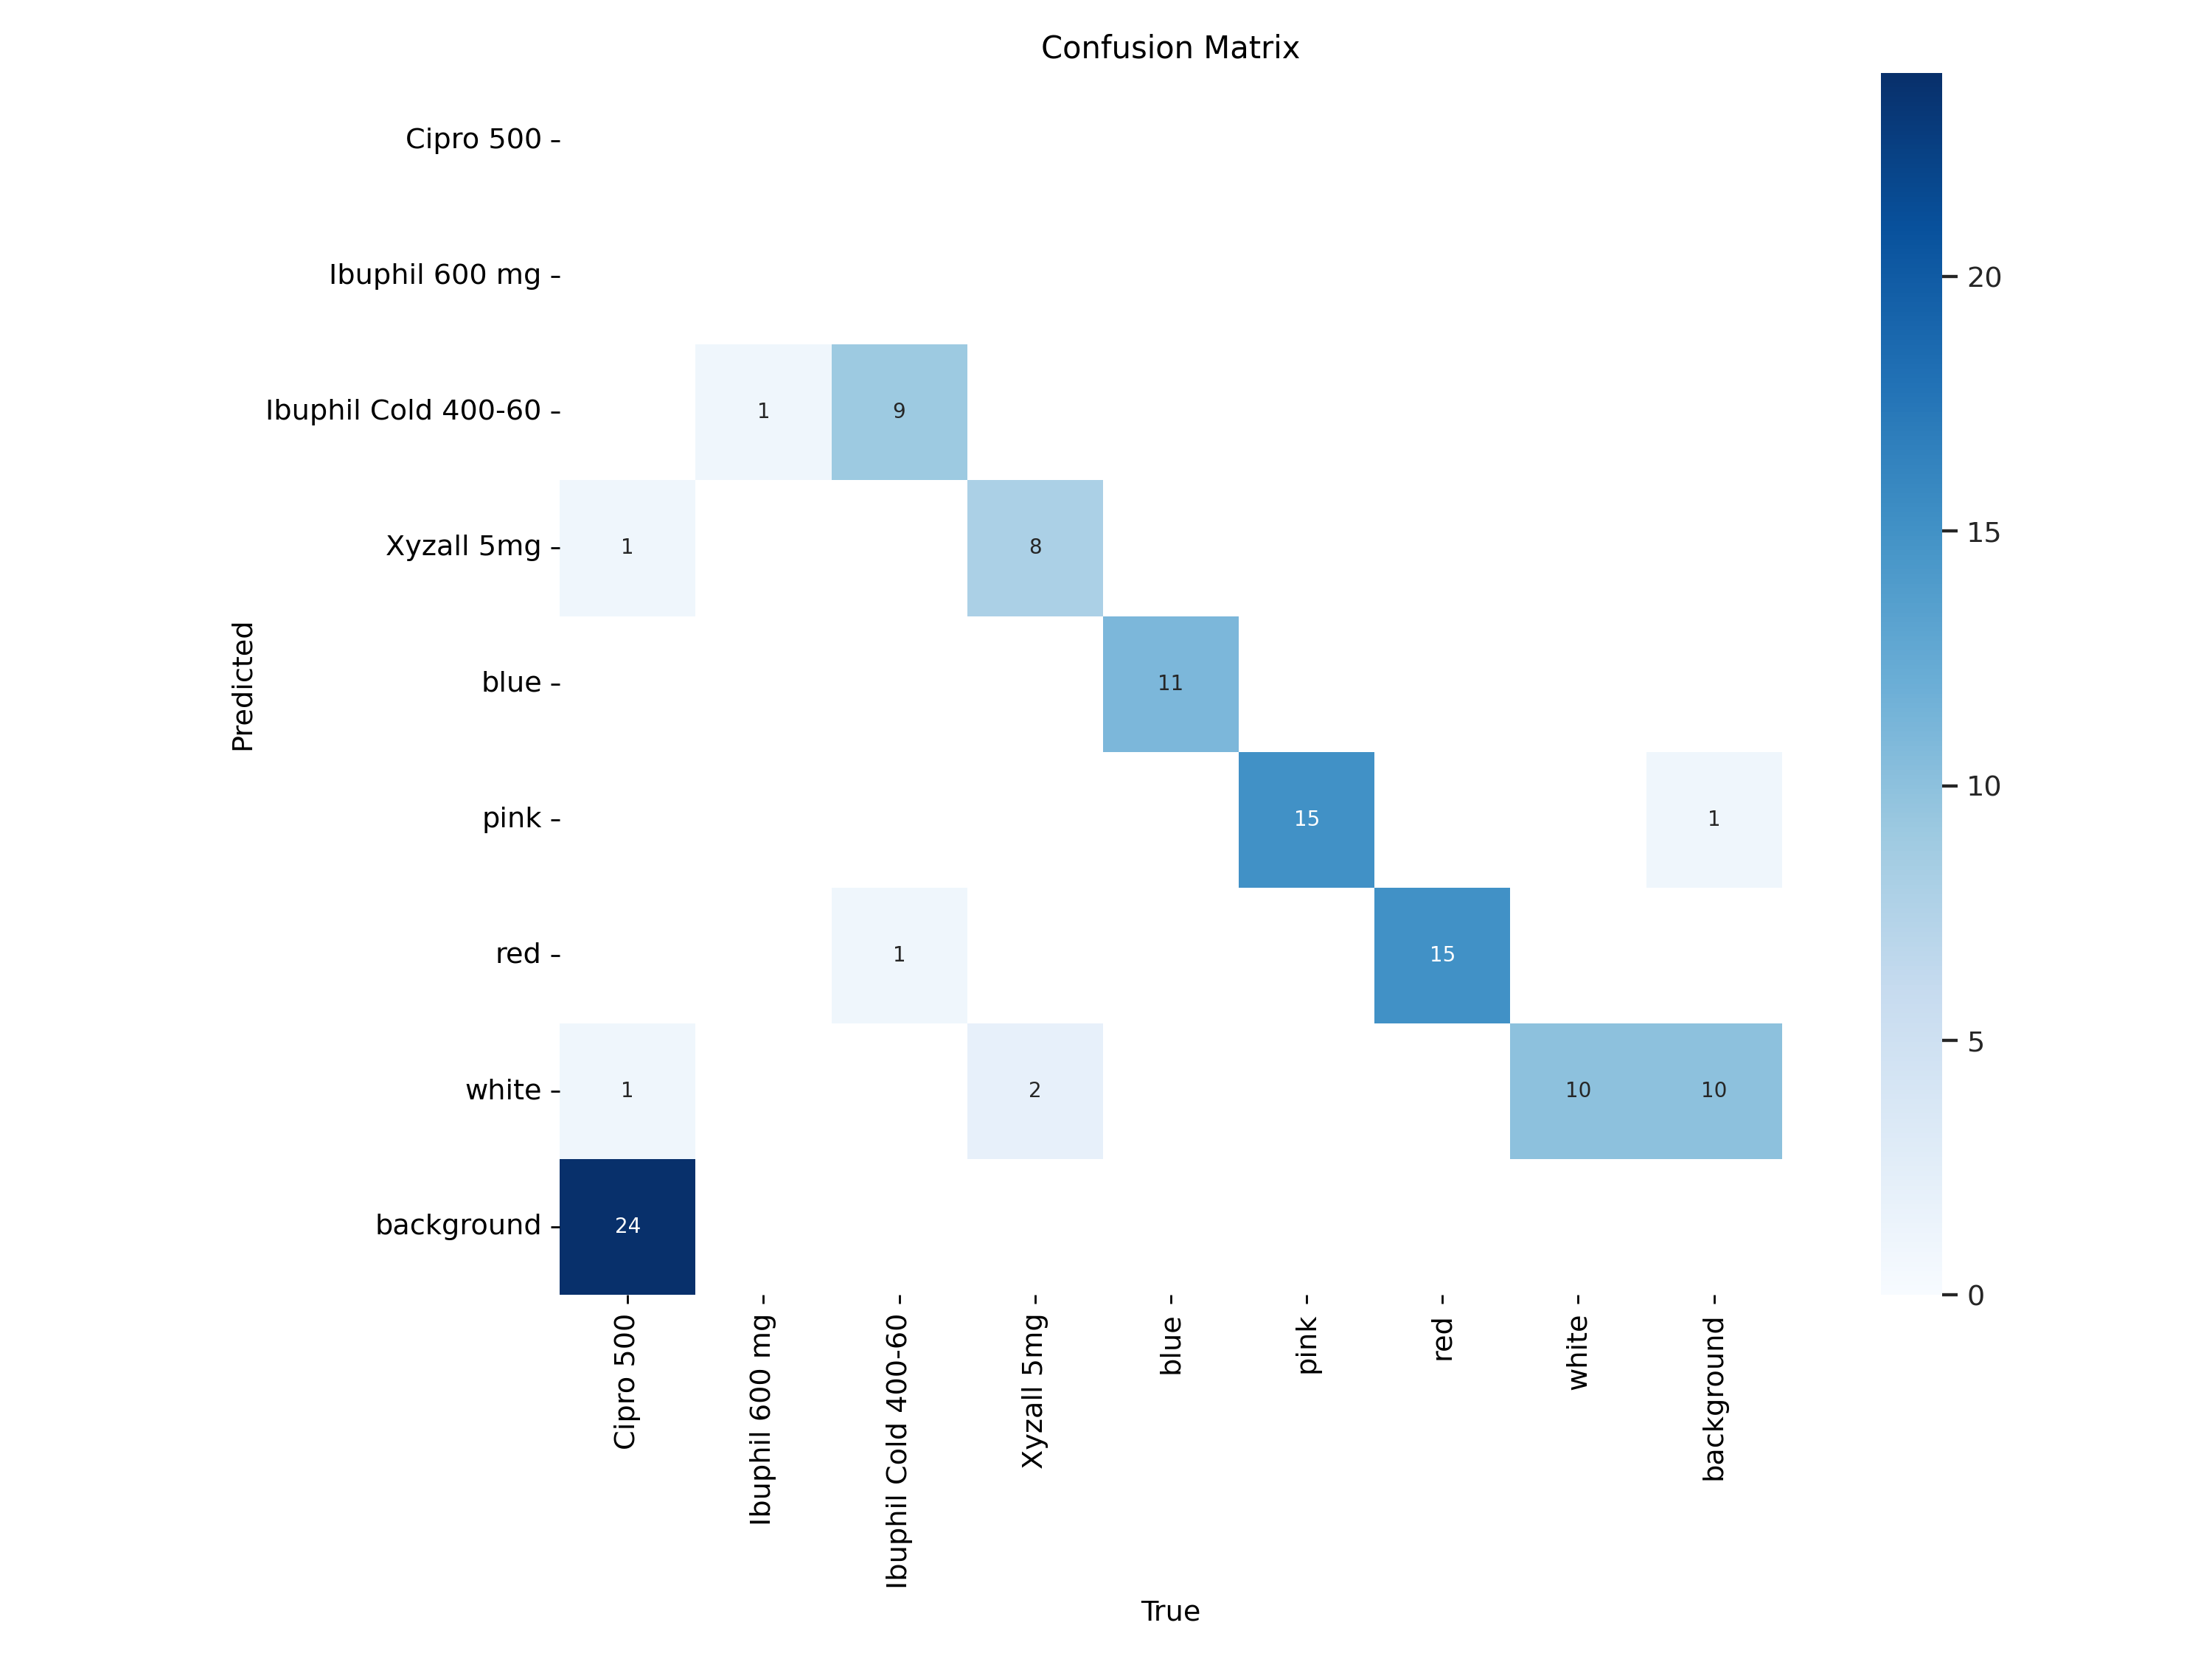 Confusion Matrix
Cipro 500
Ibuphil 600 mg
Ibuphil Cold 400-60
1 9
Xyzall 5mg
1 8
blue
11
pink
15 1
red
1 15
white
1 2 10 10
background
24
Predicted
Cipro 500
Ibuphil 600 mg
Ibuphil Cold 400-60
Xyzall 5mg
blue
pink
red
white
background
True
20
15
10
5
0